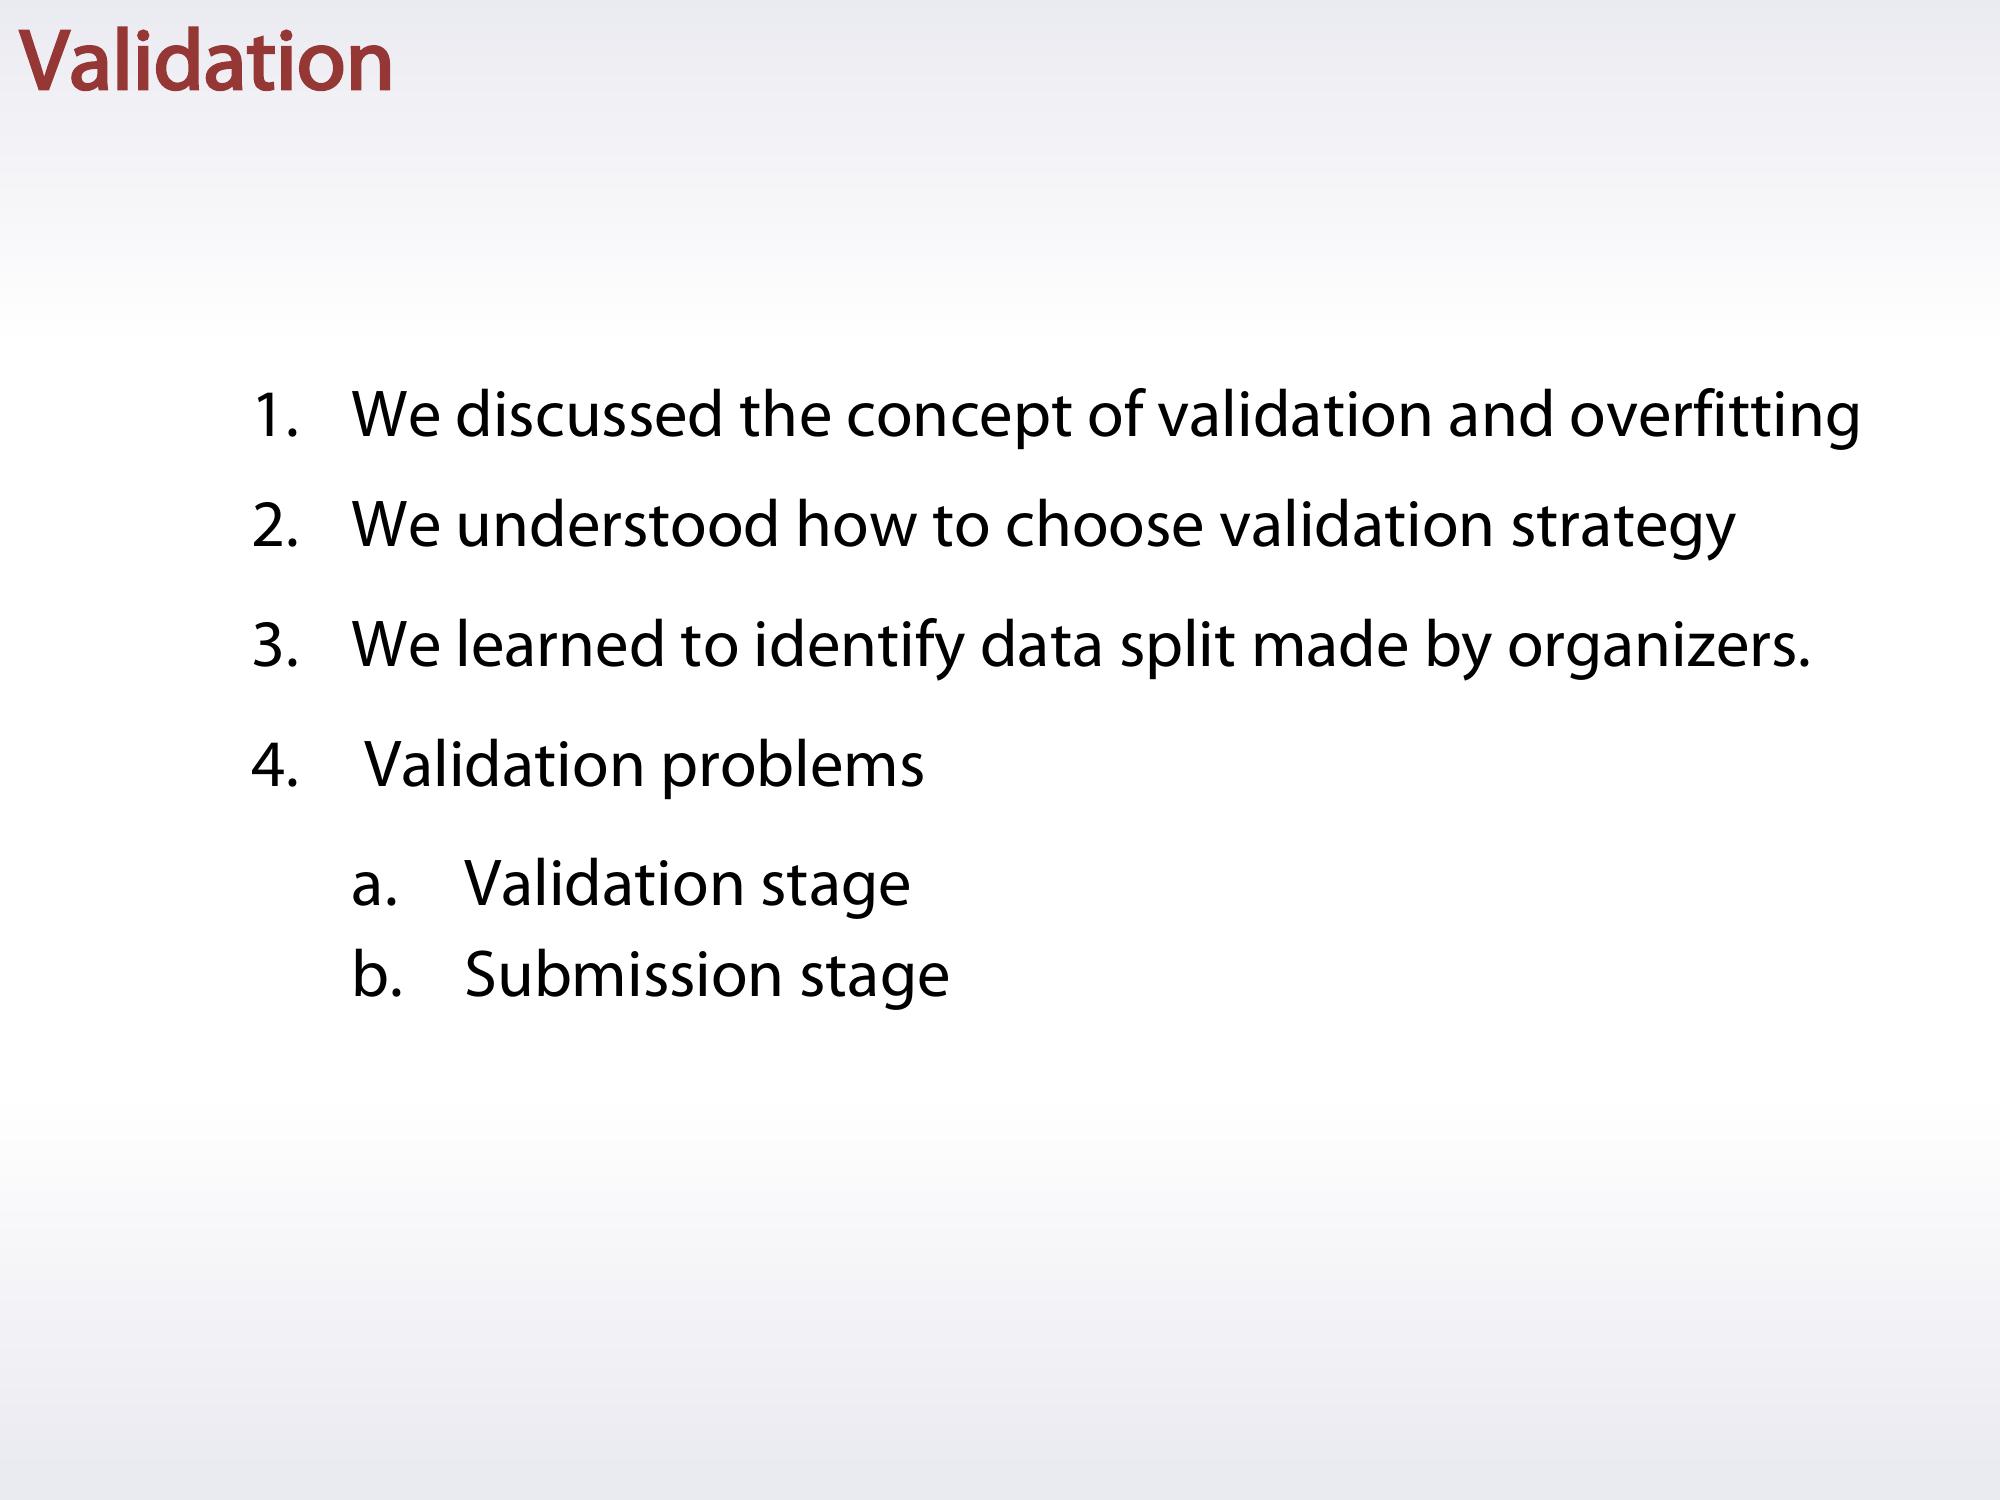 Validation
1. We discussed the concept of validation and overfitting
2. We understood how to choose validation strategy
3. We learned to identify data split made by organizers.
4. Validation problems
a. Validation stage
b. Submission stage